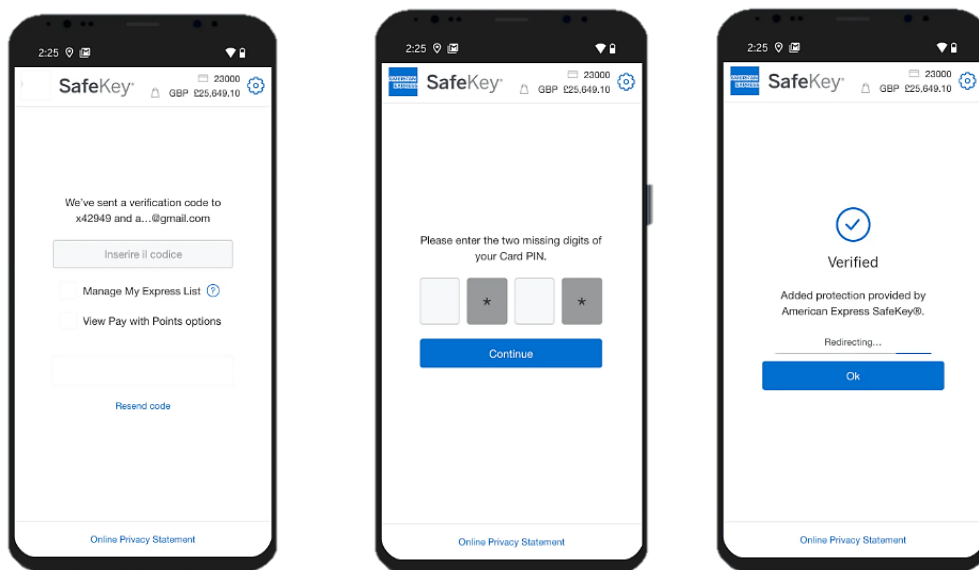 2:25
SafeKey
23000
GBP £25,649.10
We've sent a verification code to
x42949 and a...@gmail.com
Inserire il codice
Manage My Express List ?
View Pay with Points options
Resend code
Online Privacy Statement
2:25
AMERICAN
EXPRESS
SafeKey
23000
GBP £25,649.10
Please enter the two missing digits of
your Card PIN.
* *
Continue
Online Privacy Statement
2:25
AMERICAN
EXPRESS
SafeKey
23000
GBP £25,649.10
Verified
Added protection provided by
American Express SafeKey®.
Redirecting...
Ok
Online Privacy Statement